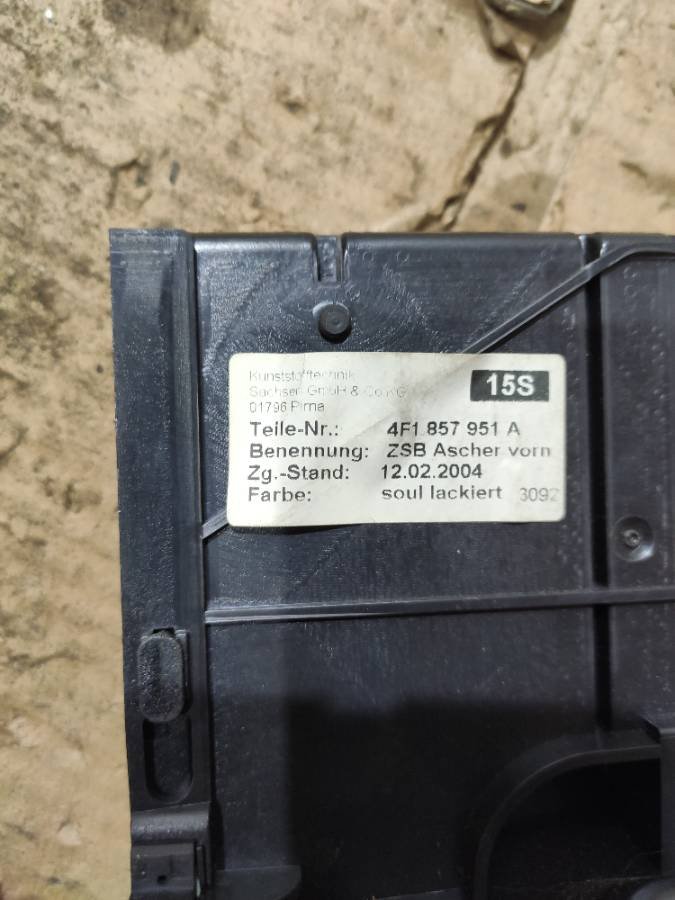 Kunststofftechnik
Sachsen GmbH & Co.KG
01796 Pirna
15S
Teile-Nr.: 4F1 857 951 A
Benennung: ZSB Ascher vorn
Zg.-Stand: 12.02.2004
Farbe: soul lackiert 3092